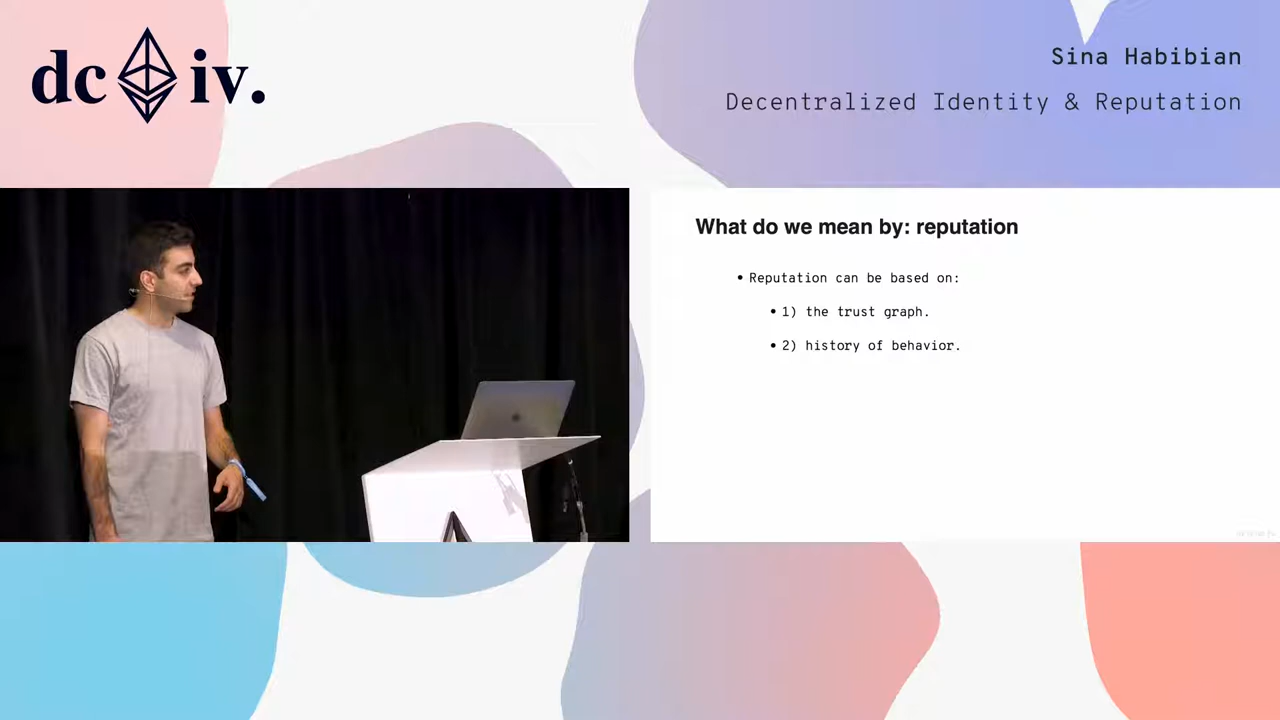 dc iv.
Sina Habibian
Decentralized Identity & Reputation
What do we mean by: reputation
• Reputation can be based on:
• 1) the trust graph.
• 2) history of behavior.